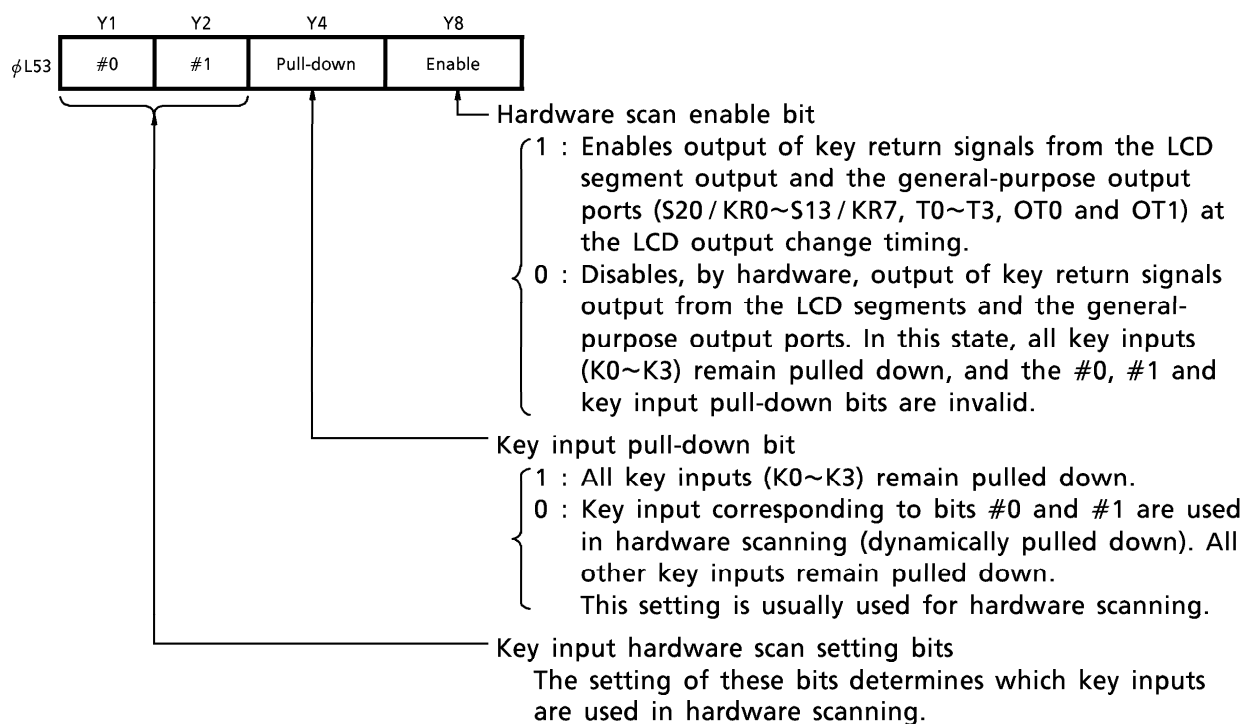 Y1 Y2 Y4 Y8
φL53 #0 #1 Pull-down Enable
Hardware scan enable bit
1 : Enables output of key return signals from the LCD
segment output and the general-purpose output
ports (S20 / KR0~S13 / KR7, T0~T3, OT0 and OT1) at
the LCD output change timing.
0 : Disables, by hardware, output of key return signals
output from the LCD segments and the general-
purpose output ports. In this state, all key inputs
(K0~K3) remain pulled down, and the #0, #1 and
key input pull-down bits are invalid.
Key input pull-down bit
1 : All key inputs (K0~K3) remain pulled down.
0 : Key input corresponding to bits #0 and #1 are used
in hardware scanning (dynamically pulled down). All
other key inputs remain pulled down.
This setting is usually used for hardware scanning.
Key input hardware scan setting bits
The setting of these bits determines which key inputs
are used in hardware scanning.